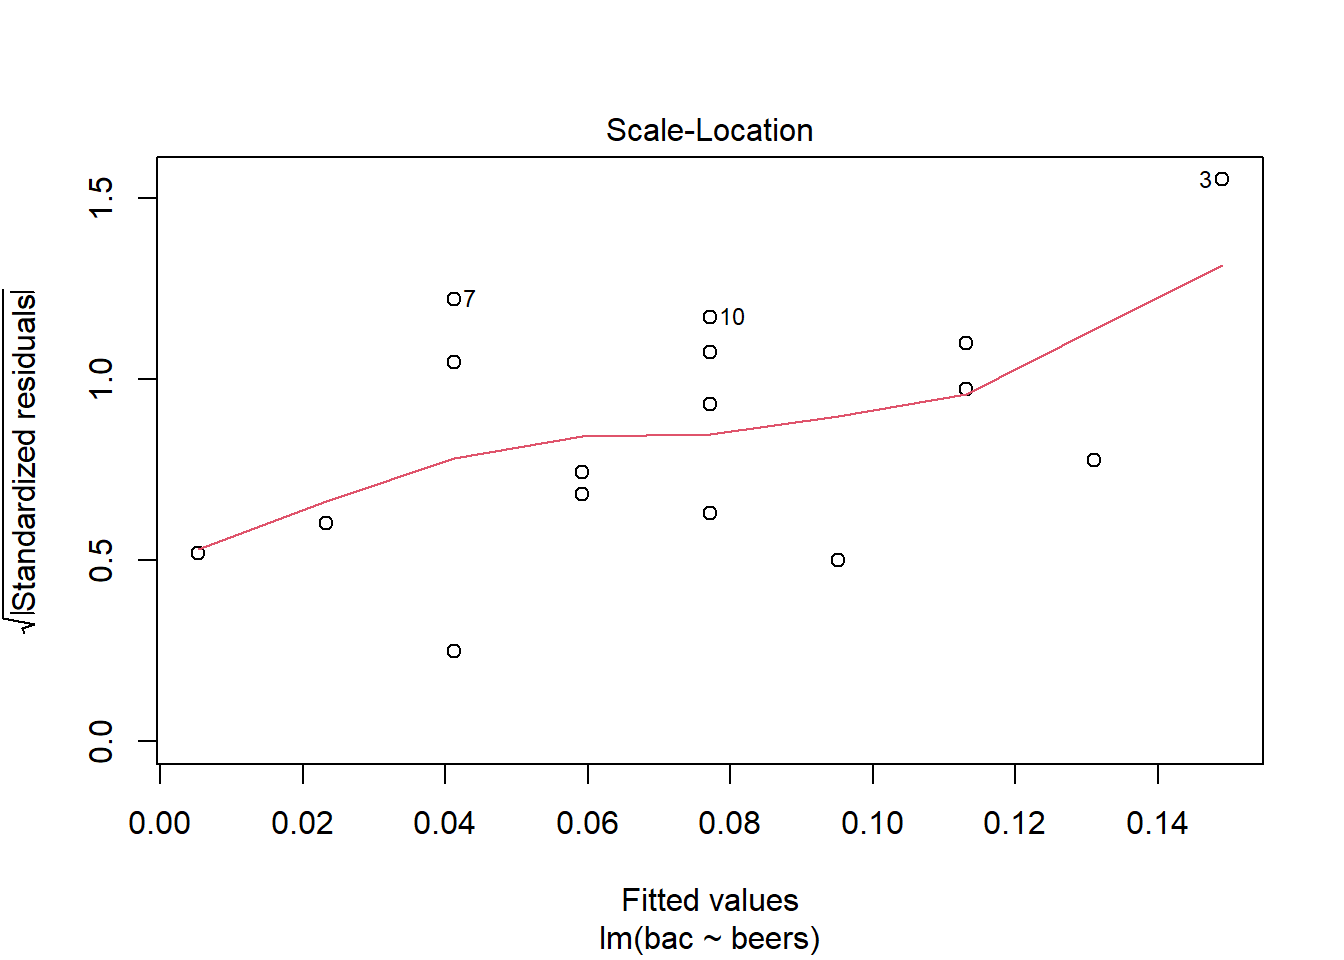 Scale-Location
√|Standardized residuals|
1.5
1.0
0.5
0.0
3
7
10
0.00 0.02 0.04 0.06 0.08 0.10 0.12 0.14
Fitted values
lm(bac ~ beers)